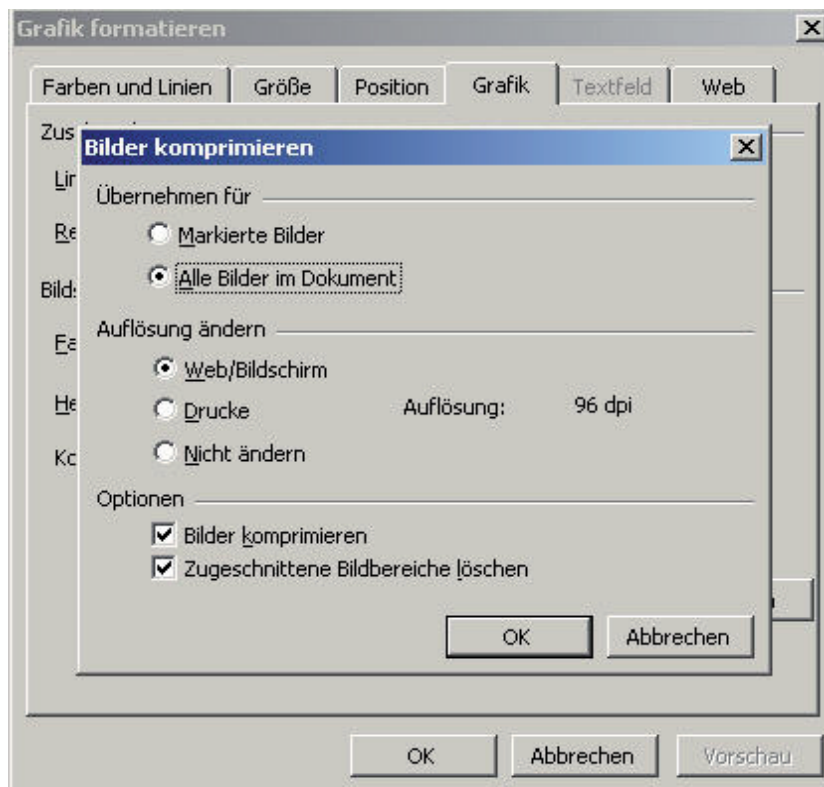 Grafik formatieren
Farben und Linien Größe Position Grafik Textfeld Web
Bilder komprimieren
Übernehmen für
Markierte Bilder
Alle Bilder im Dokument
Auflösung ändern
Web/Bildschirm
Drucke Auflösung: 96 dpi
Nicht ändern
Optionen
Bilder komprimieren
Zugeschnittene Bildbereiche löschen
OK Abbrechen
OK Abbrechen Vorschau